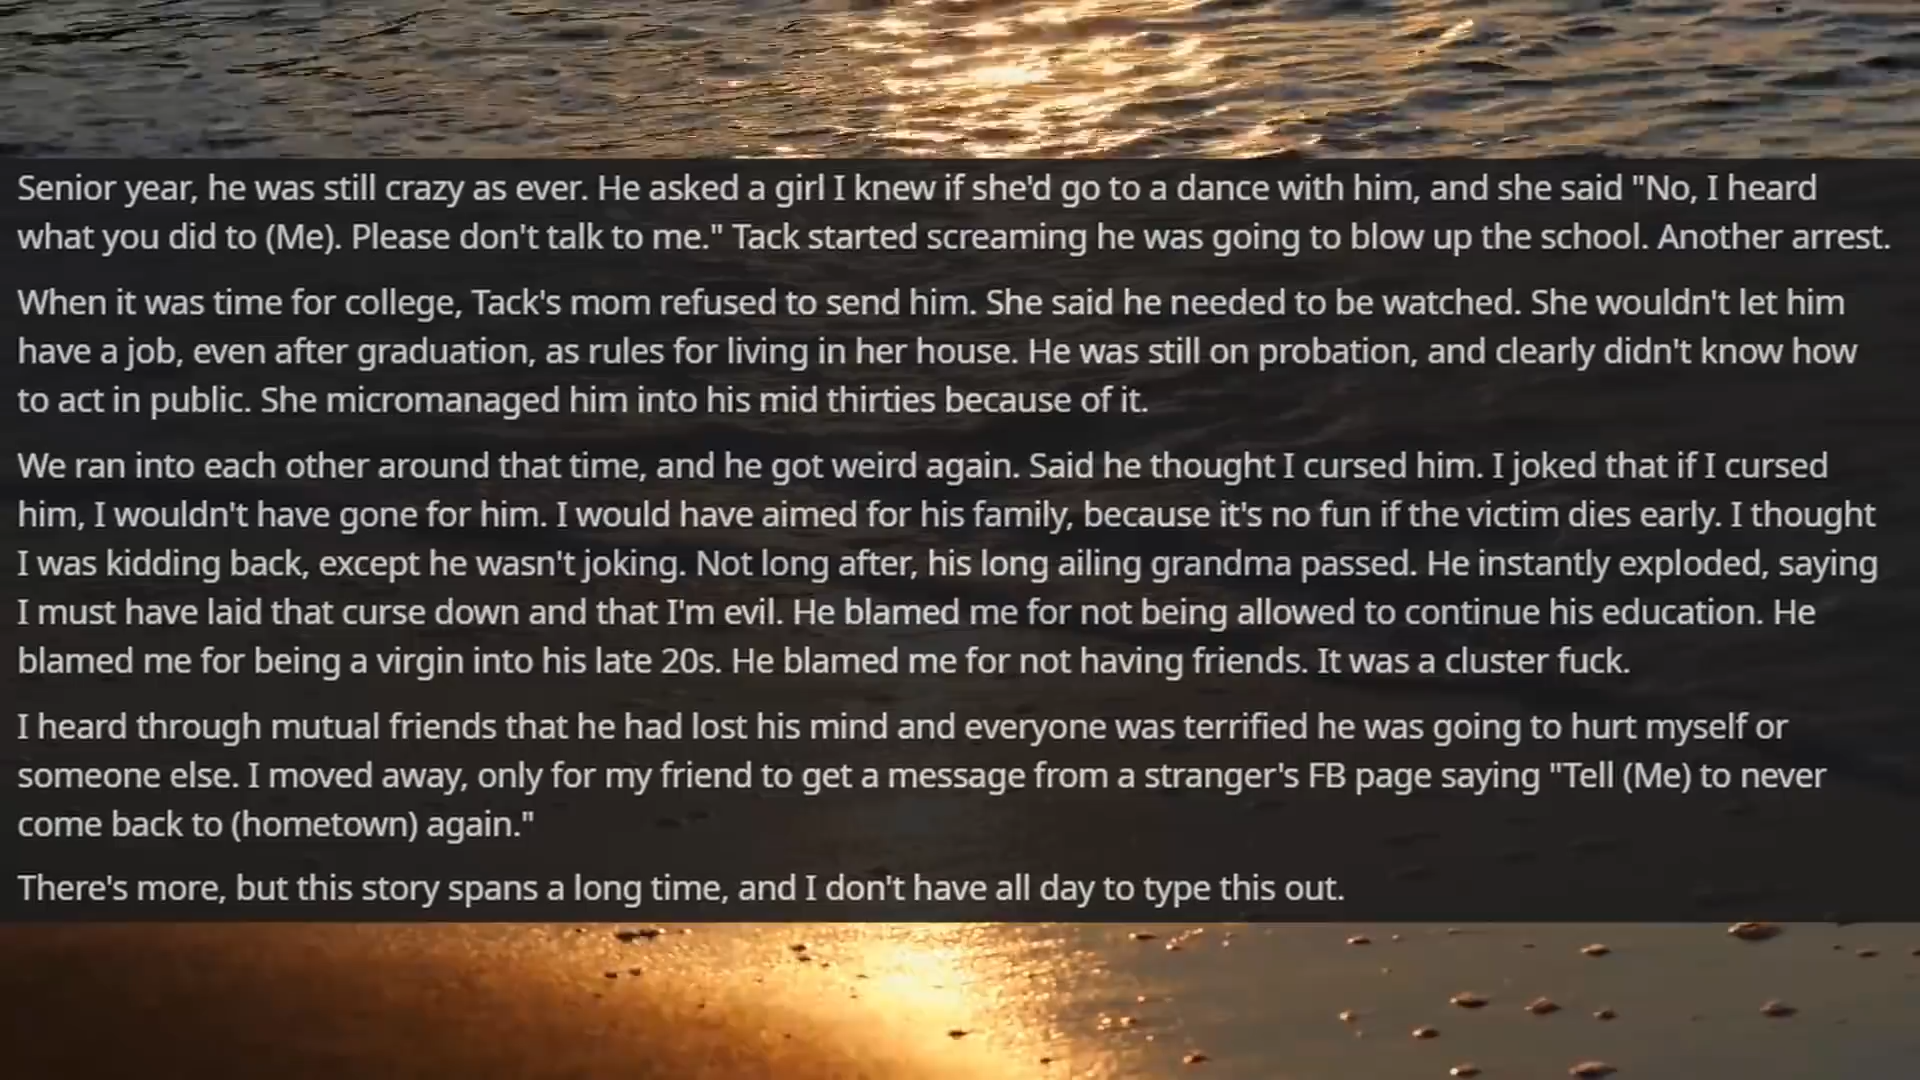 Senior year, he was still crazy as ever. He asked a girl I knew if she'd go to a dance with him, and she said "No, I heard
what you did to (Me). Please don't talk to me." Tack started screaming he was going to blow up the school. Another arrest.
When it was time for college, Tack's mom refused to send him. She said he needed to be watched. She wouldn't let him
have a job, even after graduation, as rules for living in her house. He was still on probation, and clearly didn't know how
to act in public. She micromanaged him into his mid thirties because of it.
We ran into each other around that time, and he got weird again. Said he thought I cursed him. I joked that if I cursed
him, I wouldn't have gone for him. I would have aimed for his family, because it's no fun if the victim dies early. I thought
I was kidding back, except he wasn't joking. Not long after, his long ailing grandma passed. He instantly exploded, saying
I must have laid that curse down and that I'm evil. He blamed me for not being allowed to continue his education. He
blamed me for being a virgin into his late 20s. He blamed me for not having friends. It was a cluster fuck.
I heard through mutual friends that he had lost his mind and everyone was terrified he was going to hurt myself or
someone else. I moved away, only for my friend to get a message from a stranger's FB page saying "Tell (Me) to never
come back to (hometown) again."
There's more, but this story spans a long time, and I don't have all day to type this out.